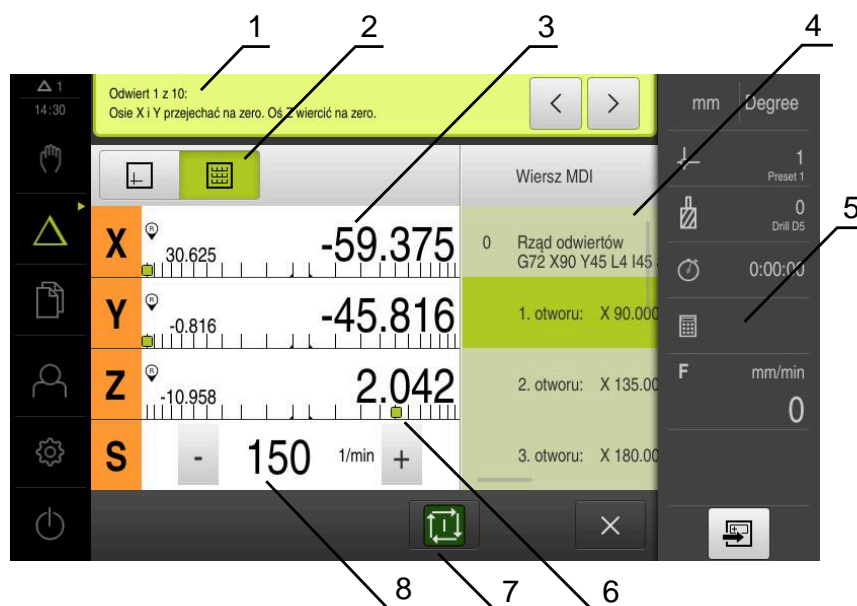 1
2
3
4
1
14:30
Odwiert 1 z 10:
Osie X i Y przejechać na zero. Oś Z wiercić na zero.
mm
Degree
Wiersz MDI
1
Preset 1
X
R
30.625
-59.375
0
Rząd odwiertów
G72 X90 Y45 L4 I45
0
Drill D5
5
0:00:00
Y
R
-0.816
-45.816
1. otworu: X 90.000
Z
R
-10.958
2.042
2. otworu: X 135.00
F
mm/min
0
S
-
150
1/min
+
3. otworu: X 180.00
8
7
6